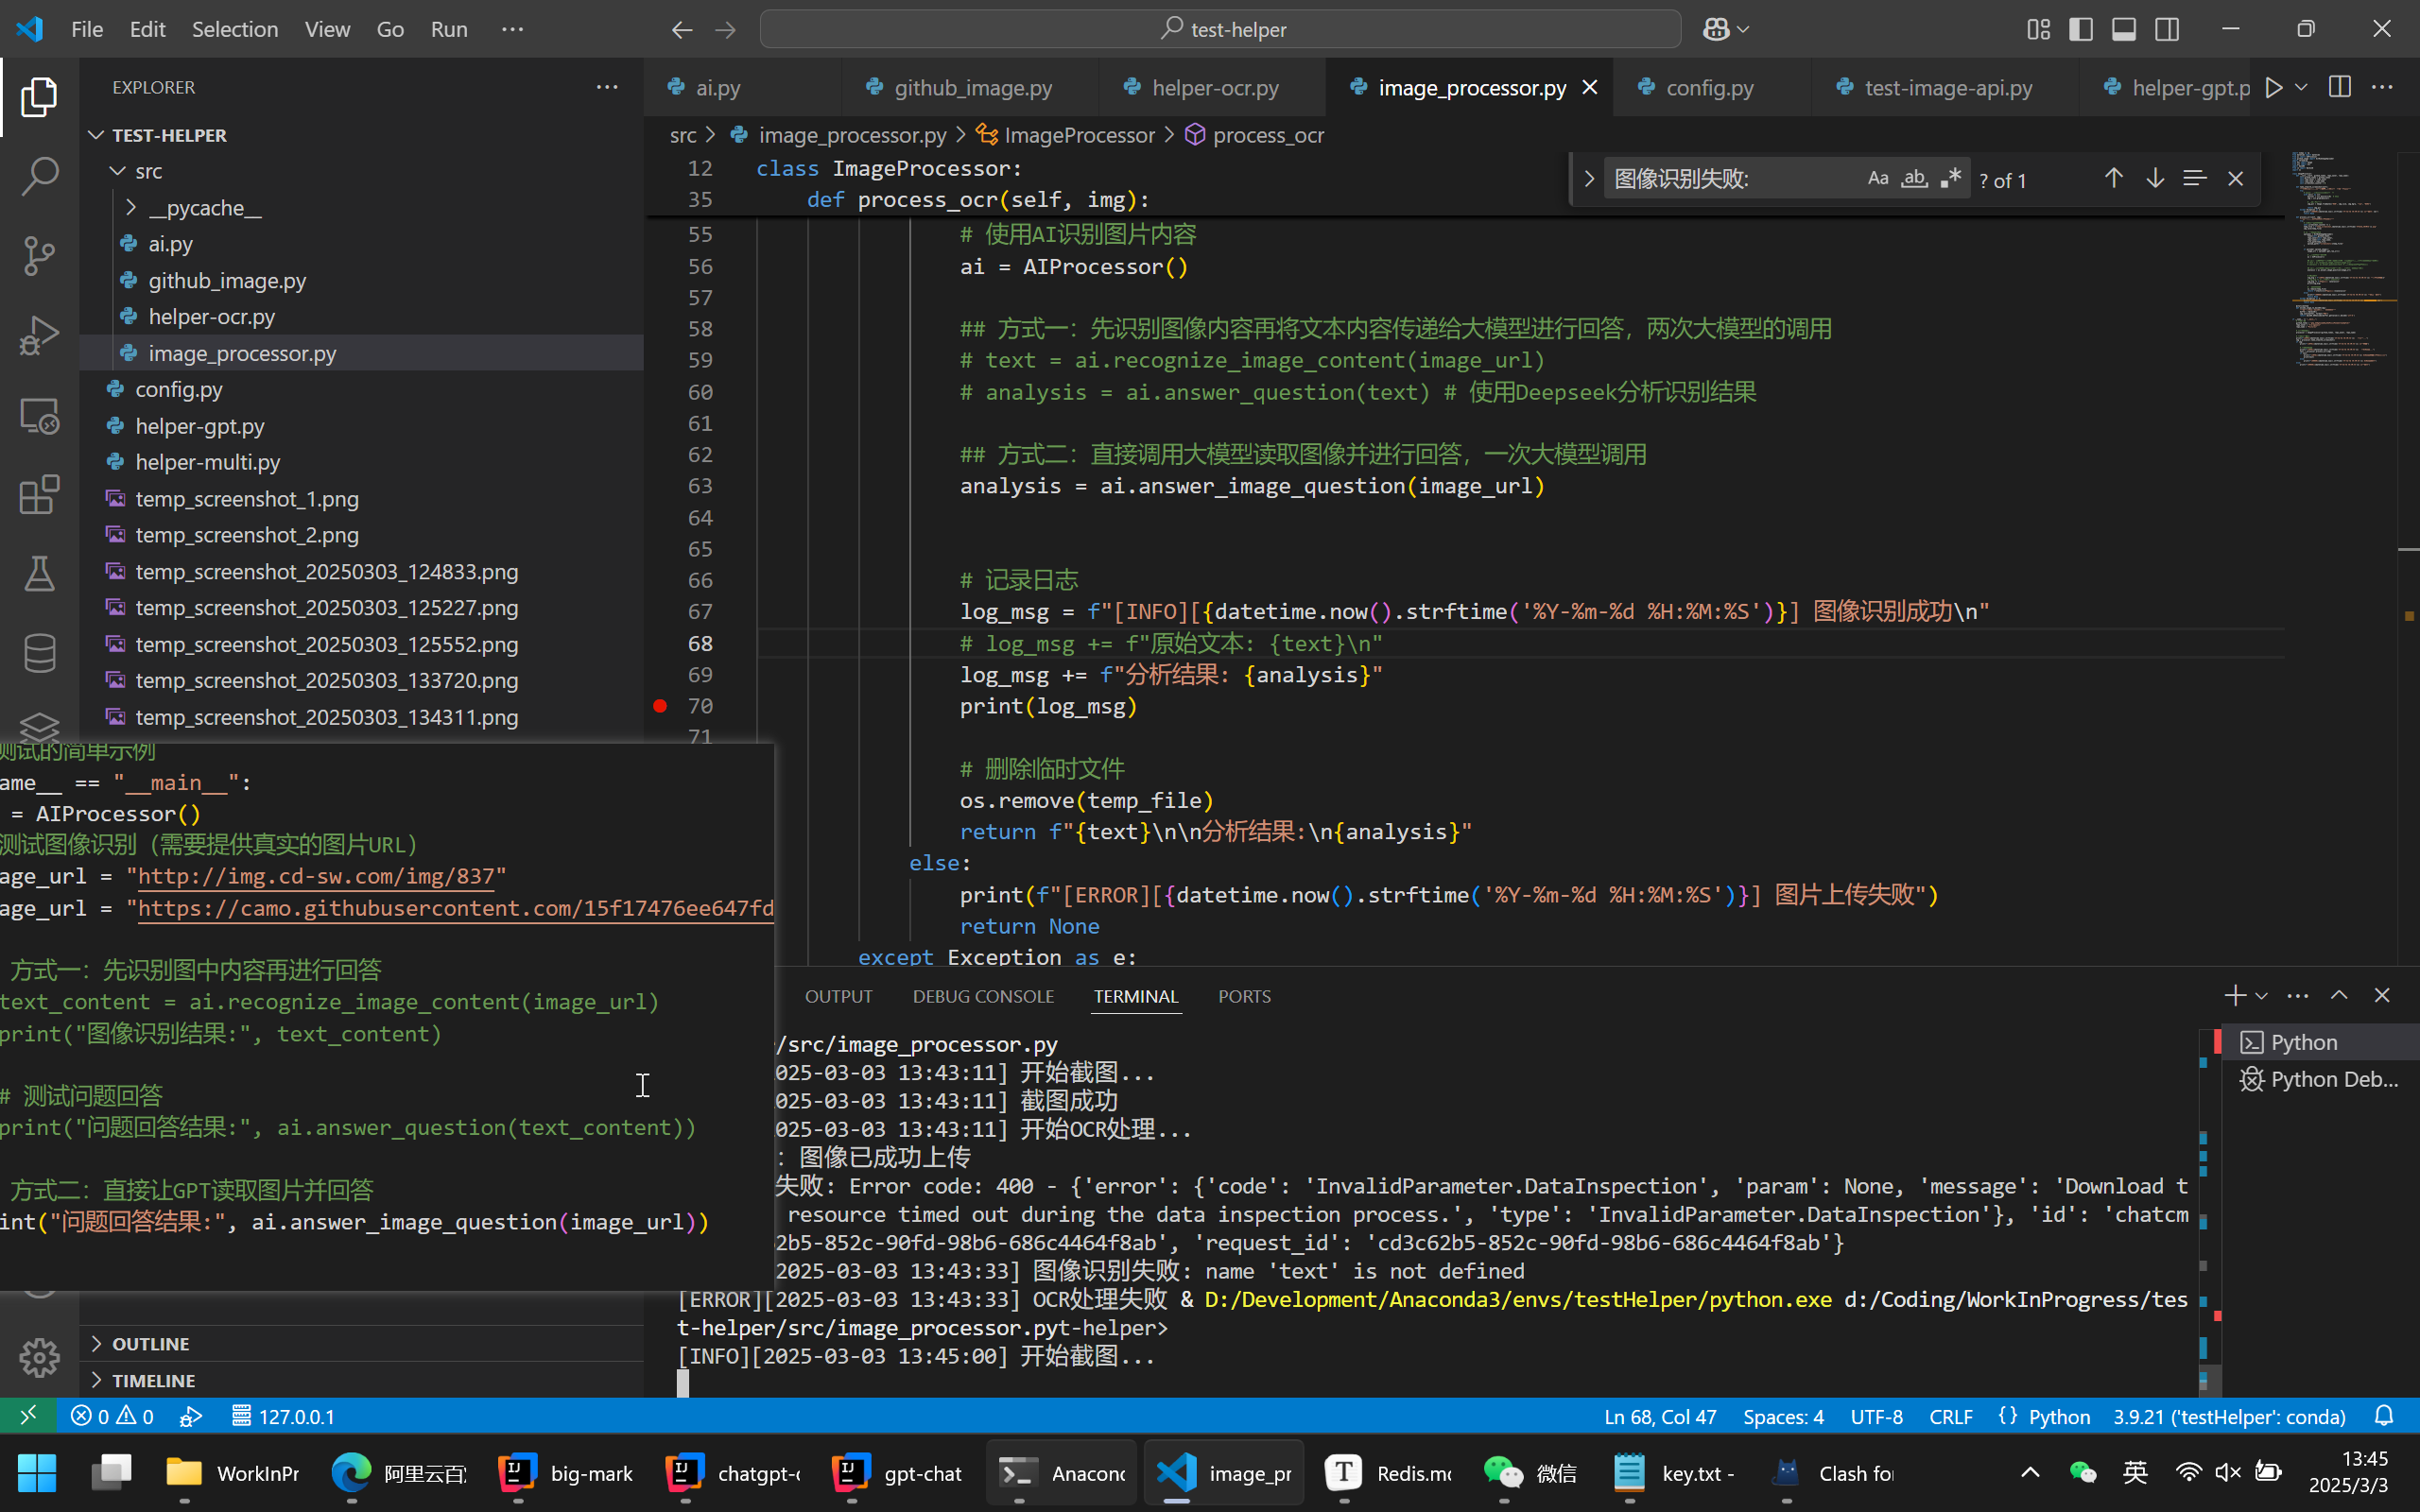 File Edit Selection View Go Run ··· test-helper
EXPLORER
TEST-HELPER
src
__pycache__
ai.py
github_image.py
helper-ocr.py
image_processor.py
config.py
helper-gpt.py
helper-multi.py
temp_screenshot_1.png
temp_screenshot_2.png
temp_screenshot_20250303_124833.png
temp_screenshot_20250303_125227.png
temp_screenshot_20250303_125552.png
temp_screenshot_20250303_133720.png
temp_screenshot_20250303_134311.png
ai.py github_image.py helper-ocr.py image_processor.py config.py test-image-api.py helper-gpt.p
src > image_processor.py > ImageProcessor > process_ocr
图像识别失败: Aa ab ? of 1
12 class ImageProcessor:
35 def process_ocr(self, img):
55 # 使用AI识别图片内容
56 ai = AIProcessor()
57
58 ## 方式一：先识别图像内容再将文本内容传递给大模型进行回答，两次大模型的调用
59 # text = ai.recognize_image_content(image_url)
60 # analysis = ai.answer_question(text) # 使用Deepseek分析识别结果
61
62 ## 方式二：直接调用大模型读取图像并进行回答，一次大模型调用
63 analysis = ai.answer_image_question(image_url)
64
65
66 # 记录日志
67 log_msg = f"[INFO][{datetime.now().strftime('%Y-%m-%d %H:%M:%S')}] 图像识别成功\n"
68 # log_msg += f"原始文本: {text}\n"
69 log_msg += f"分析结果: {analysis}"
70 print(log_msg)
71
# 删除临时文件
os.remove(temp_file)
return f"{text}\n\n分析结果:\n{analysis}"
else:
print(f"[ERROR][{datetime.now().strftime('%Y-%m-%d %H:%M:%S')}] 图片上传失败")
return None
except Exception as e:
测试的简单示例
ame__ == "__main__":
= AIProcessor()
测试图像识别（需要提供真实的图片URL）
age_url = "http://img.cd-sw.com/img/837"
age_url = "https://camo.githubusercontent.com/15f17476ee647fd
方式一：先识别图中内容再进行回答
text_content = ai.recognize_image_content(image_url)
print("图像识别结果:", text_content)
# 测试问题回答
print("问题回答结果:", ai.answer_question(text_content))
方式二：直接让GPT读取图片并回答
int("问题回答结果:", ai.answer_image_question(image_url))
OUTPUT DEBUG CONSOLE TERMINAL PORTS
/src/image_processor.py
025-03-03 13:43:11] 开始截图...
025-03-03 13:43:11] 截图成功
025-03-03 13:43:11] 开始OCR处理...
: 图像已成功上传
失败: Error code: 400 - {'error': {'code': 'InvalidParameter.DataInspection', 'param': None, 'message': 'Download t
resource timed out during the data inspection process.', 'type': 'InvalidParameter.DataInspection'}, 'id': 'chatcm
2b5-852c-90fd-98b6-686c4464f8ab', 'request_id': 'cd3c62b5-852c-90fd-98b6-686c4464f8ab'}
2025-03-03 13:43:33] 图像识别失败: name 'text' is not defined
[ERROR][2025-03-03 13:43:33] OCR处理失败 & D:/Development/Anaconda3/envs/testHelper/python.exe d:/Coding/WorkInProgress/tes
t-helper/src/image_processor.pyt-helper>
[INFO][2025-03-03 13:45:00] 开始截图...
Python
Python Deb...
OUTLINE
TIMELINE
0 0 127.0.0.1 Ln 68, Col 47 Spaces: 4 UTF-8 CRLF {} Python 3.9.21 ('testHelper': conda)
WorkInPr 阿里云百 big-mark chatgpt- gpt-chat Anacond image_pr Redis.m 微信 key.txt - Clash fo 英 13:45
2025/3/3